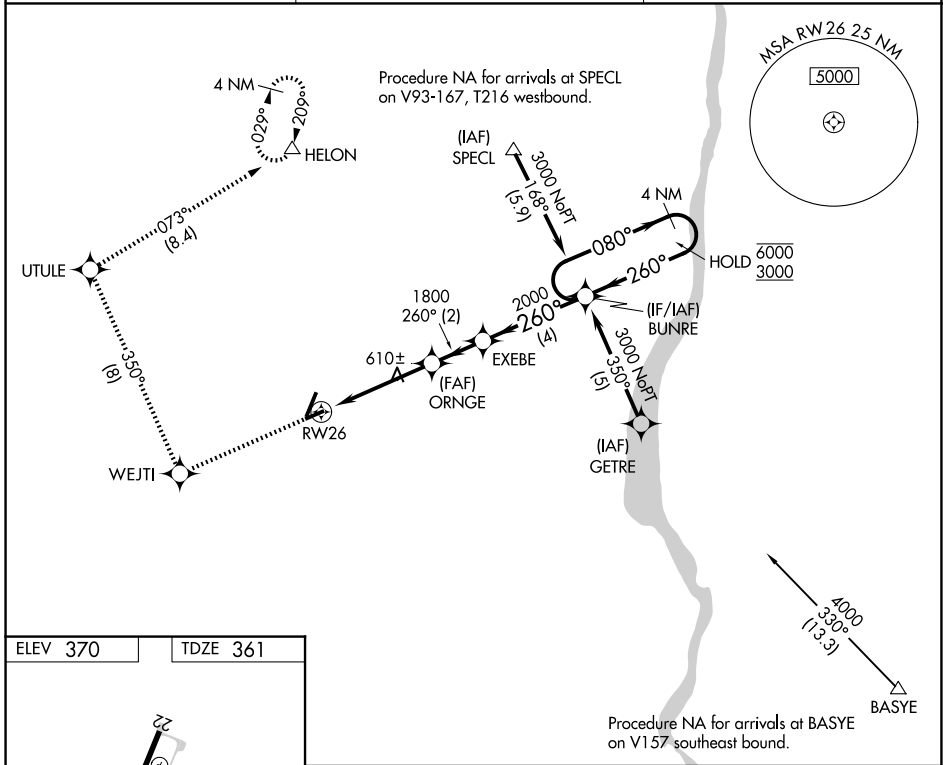 MSA RW26 25 NM
5000
4 NM
029°
209°
HELON
Procedure NA for arrivals at SPECL
on V93-167, T216 westbound.
(IAF)
SPECL
3000 NoPT
168°
(5.9)
4 NM
080°
260°
HOLD
6000
3000
073°
(8.4)
UTULE
350°
(8)
(IF/IAF)
BUNRE
2000
260°
(4)
1800
260° (2)
EXEBE
610±
(FAF)
ORNGE
3000 NoPT
350°
(5)
(IAF)
GETRE
RW26
WEJTI
4000
330°
(13.3)
BASYE
Procedure NA for arrivals at BASYE
on V157 southeast bound.
ELEV 370
TDZE 361
22